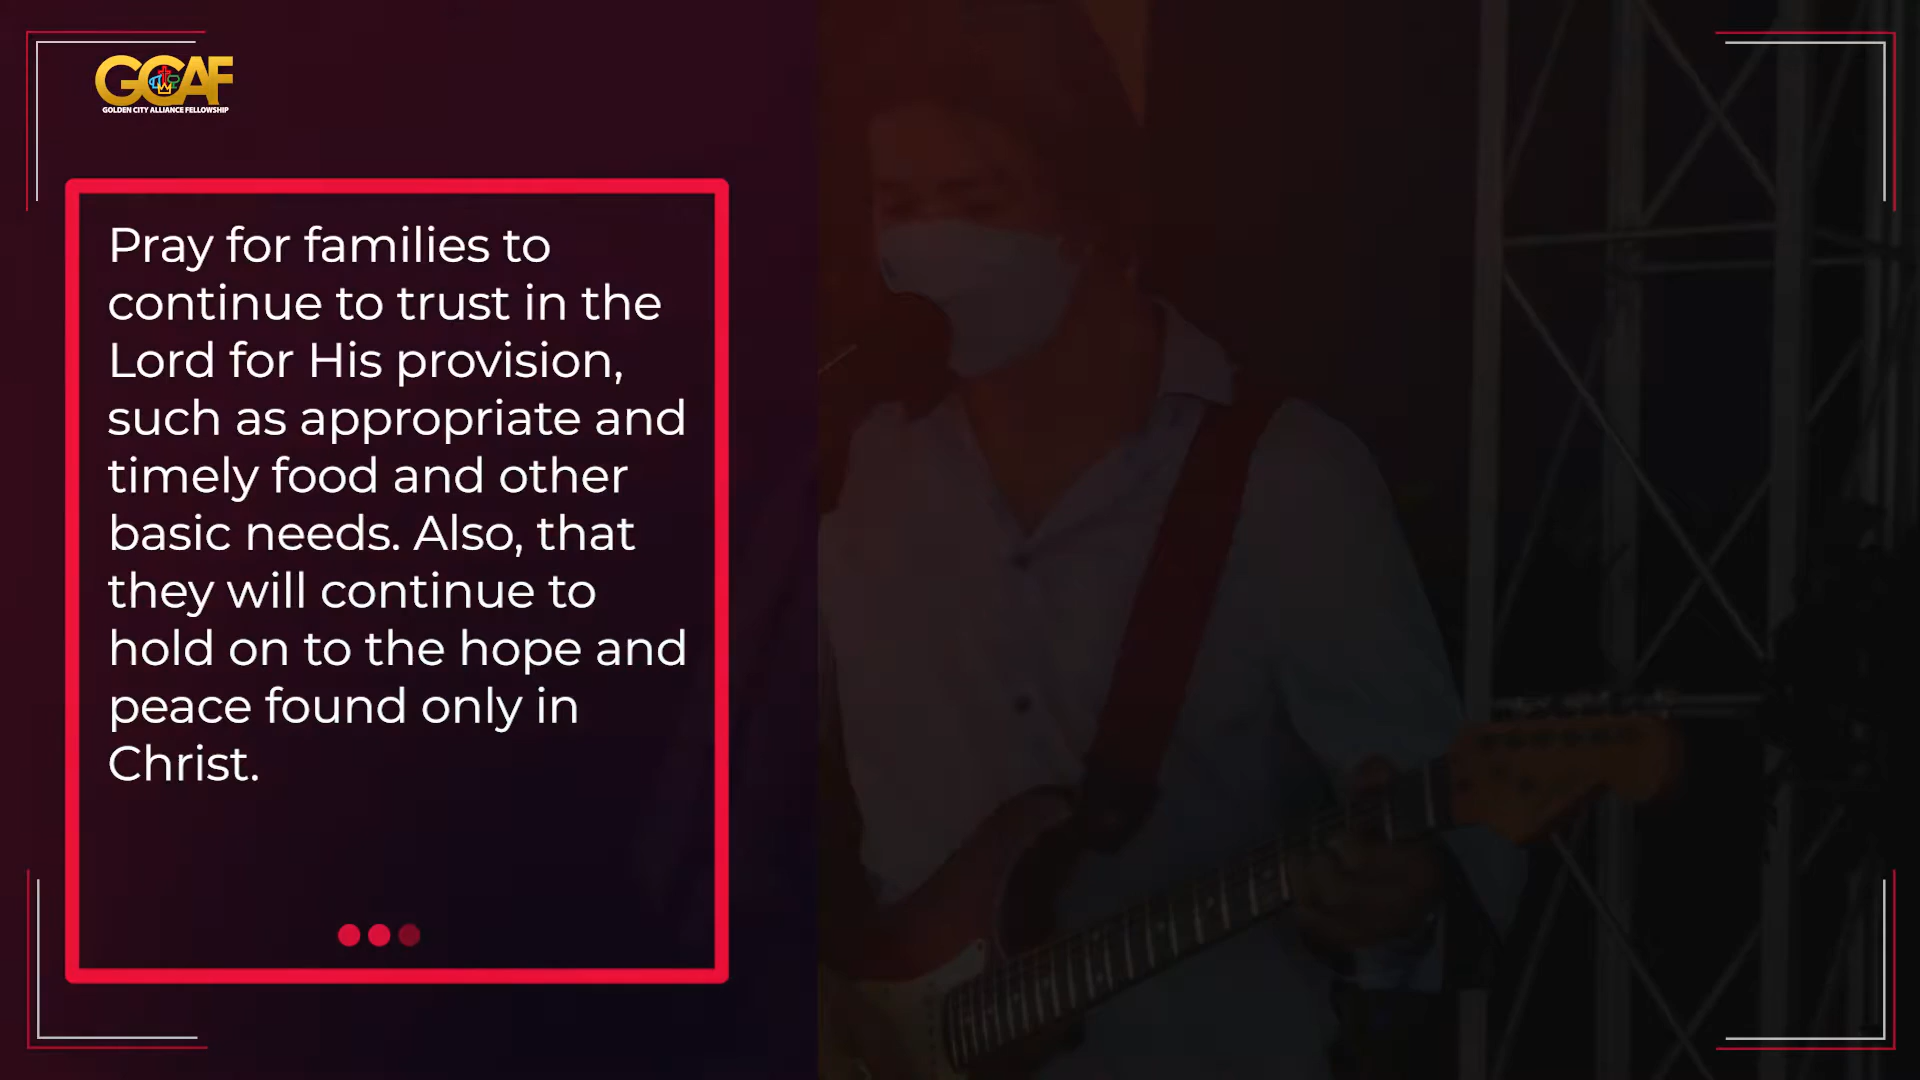 GCAF
GOLDEN CITY ALLIANCE FELLOWSHIP
Pray for families to
continue to trust in the
Lord for His provision,
such as appropriate and
timely food and other
basic needs. Also, that
they will continue to
hold on to the hope and
peace found only in
Christ.